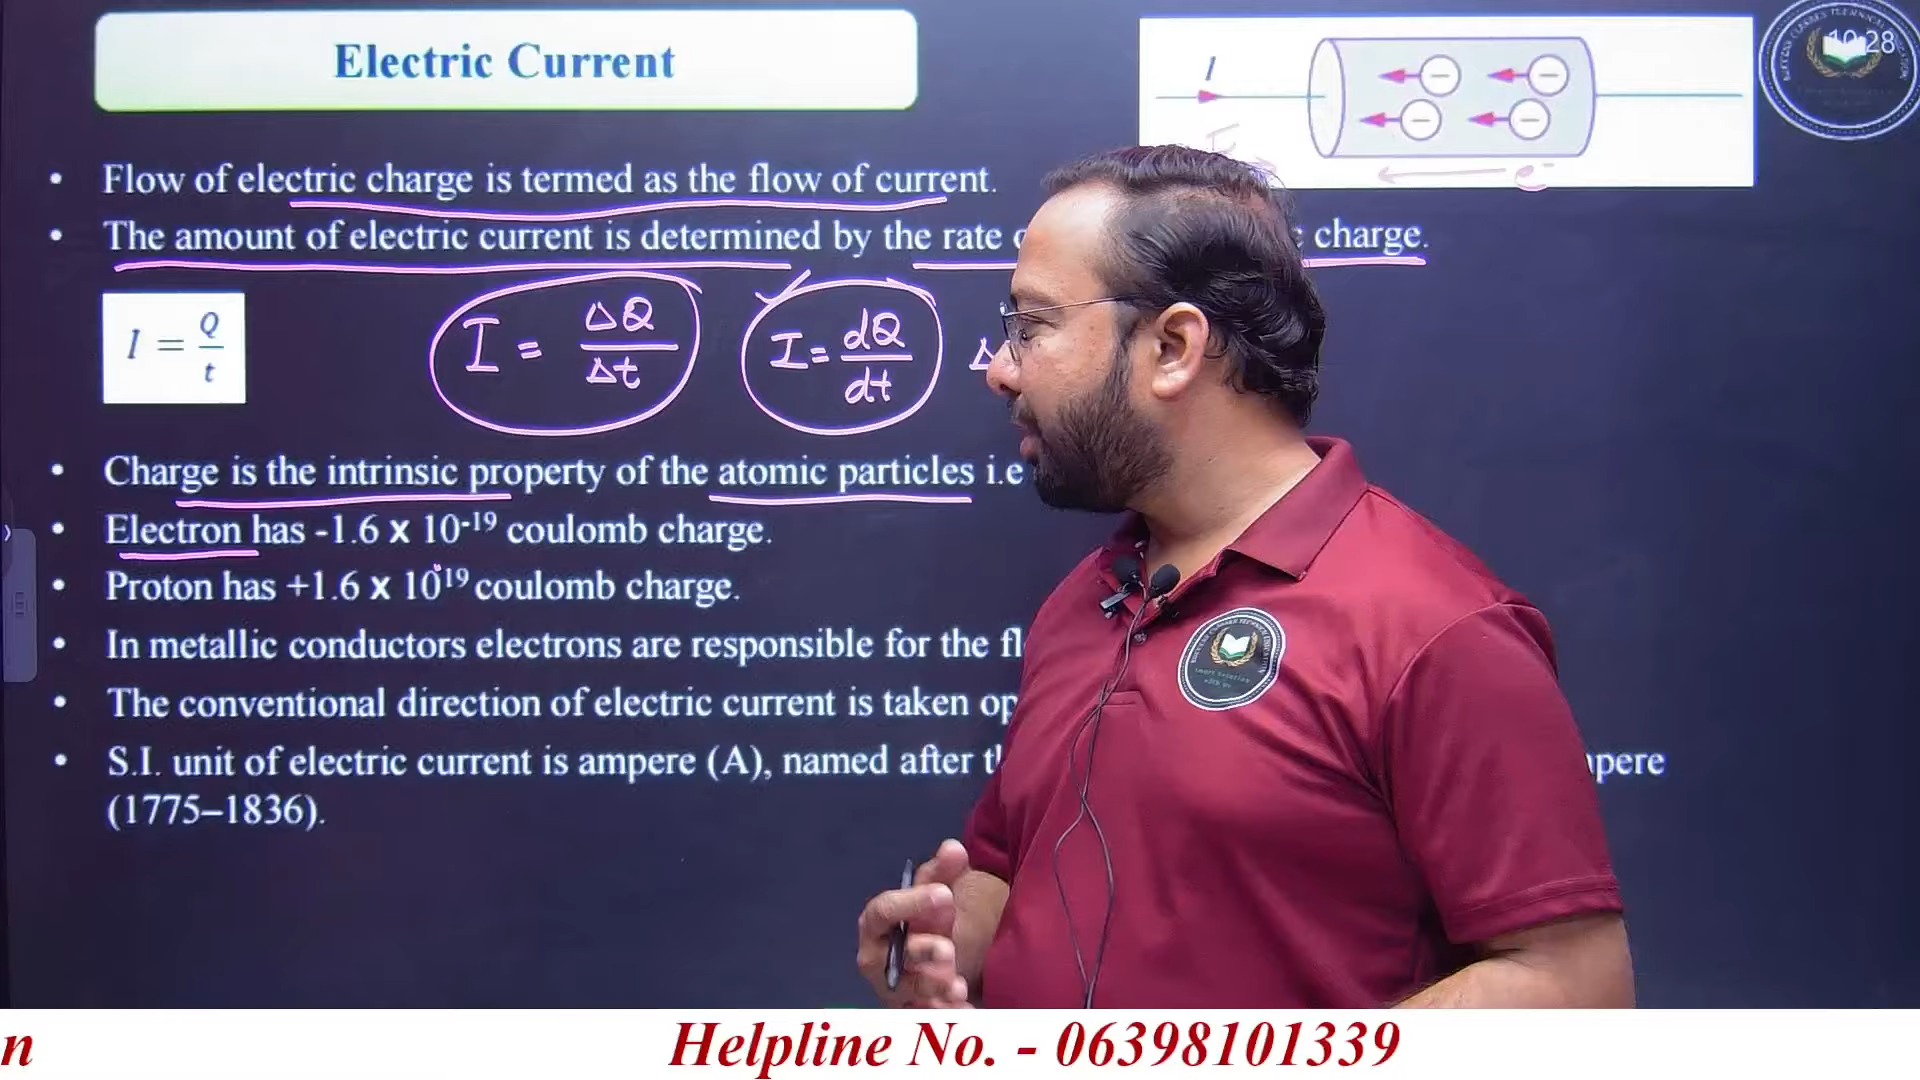 Electric Current
10:28
I
e-
• Flow of electric charge is termed as the flow of current.
• The amount of electric current is determined by the rate charge.
I = Q/t
I = ΔQ/Δt
I = dQ/dt
Δ
• Charge is the intrinsic property of the atomic particles i.e
• Electron has -1.6 x 10-19 coulomb charge.
• Proton has +1.6 x 1019 coulomb charge.
• In metallic conductors electrons are responsible for the
• The conventional direction of electric current is taken
• S.I. unit of electric current is ampere (A), named after
(1775–1836).
n
Helpline No. - 06398101339